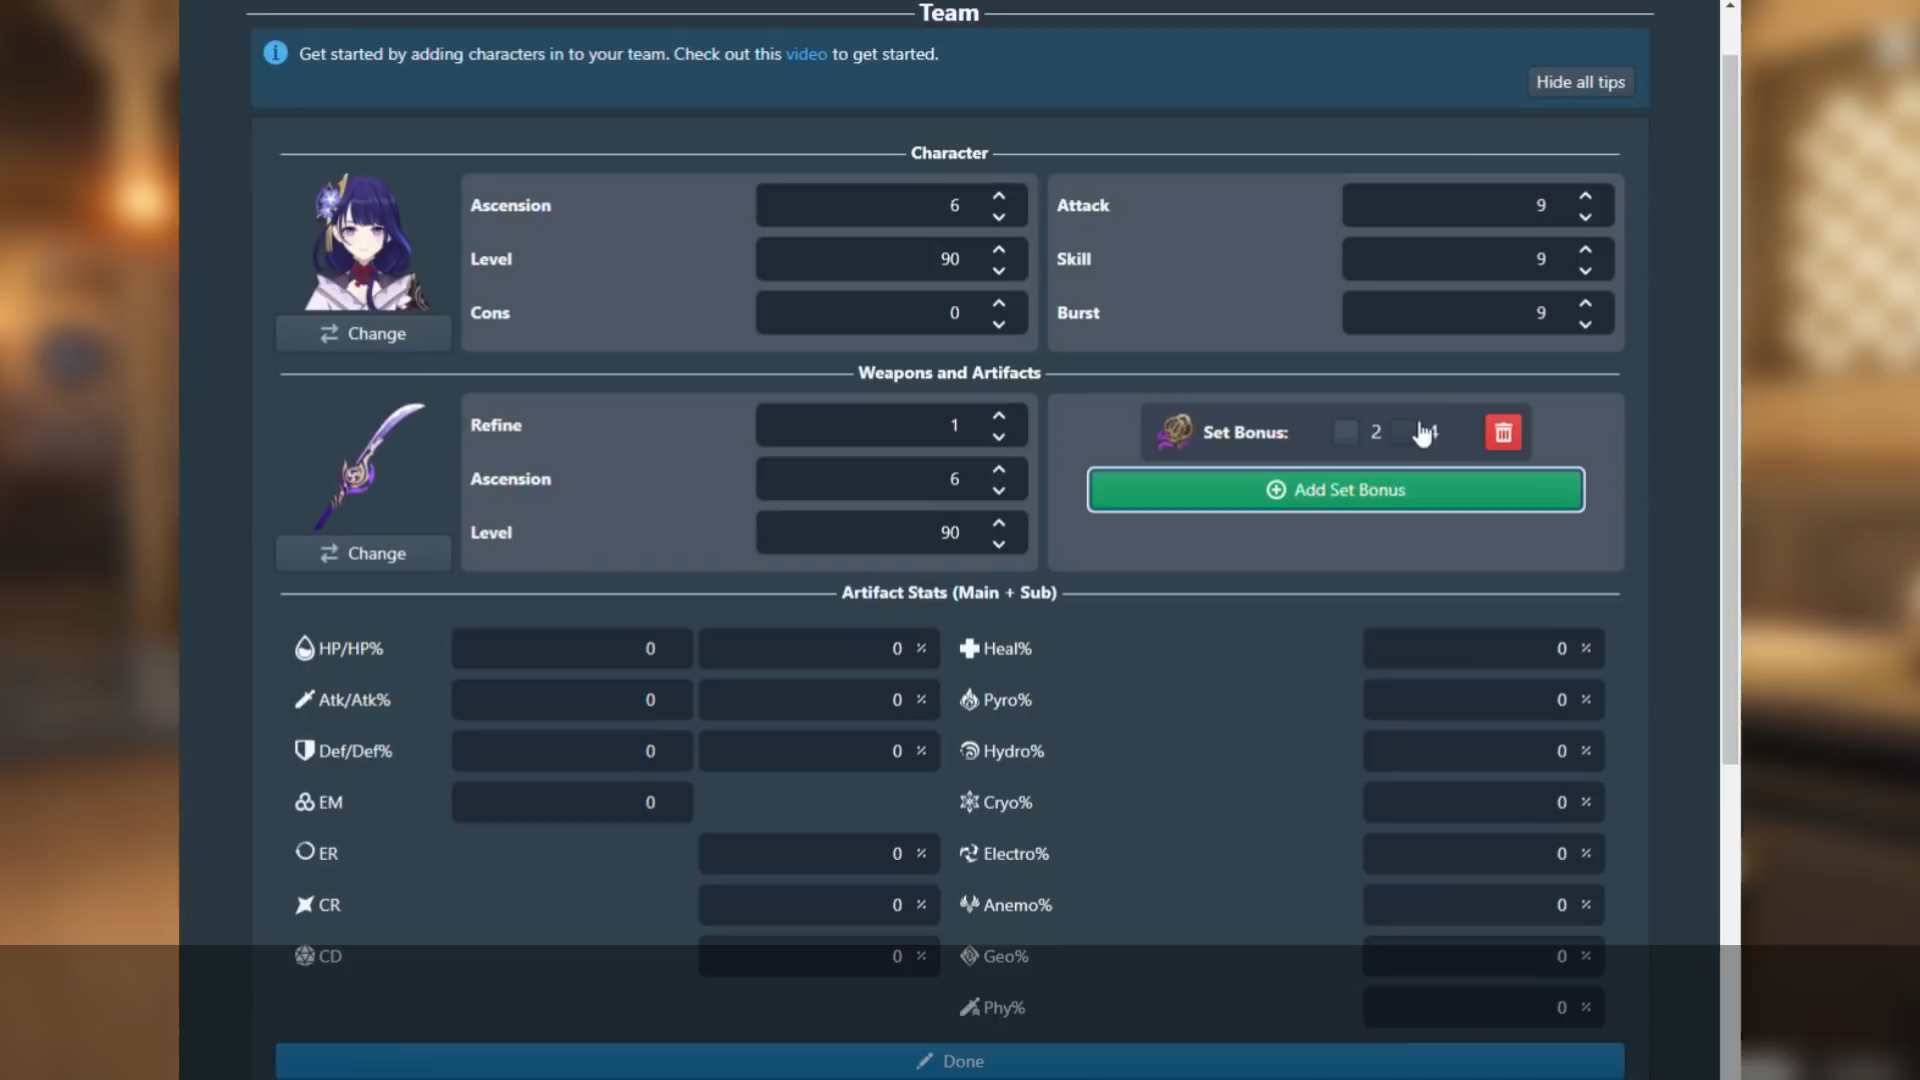 Team
Get started by adding characters in to your team. Check out this video to get started.
Hide all tips
Character
Ascension 6
Level 90
Cons 0
Attack 9
Skill 9
Burst 9
Change
Weapons and Artifacts
Refine 1
Ascension 6
Level 90
Change
Set Bonus: 2 4
Add Set Bonus
Artifact Stats (Main + Sub)
HP/HP% 0 0 % Heal% 0 %
Atk/Atk% 0 0 % Pyro% 0 %
Def/Def% 0 0 % Hydro% 0 %
EM 0 Cryo% 0 %
ER 0 % Electro% 0 %
CR 0 % Anemo% 0 %
CD 0 % Geo% 0 %
Phy% 0 %
Done